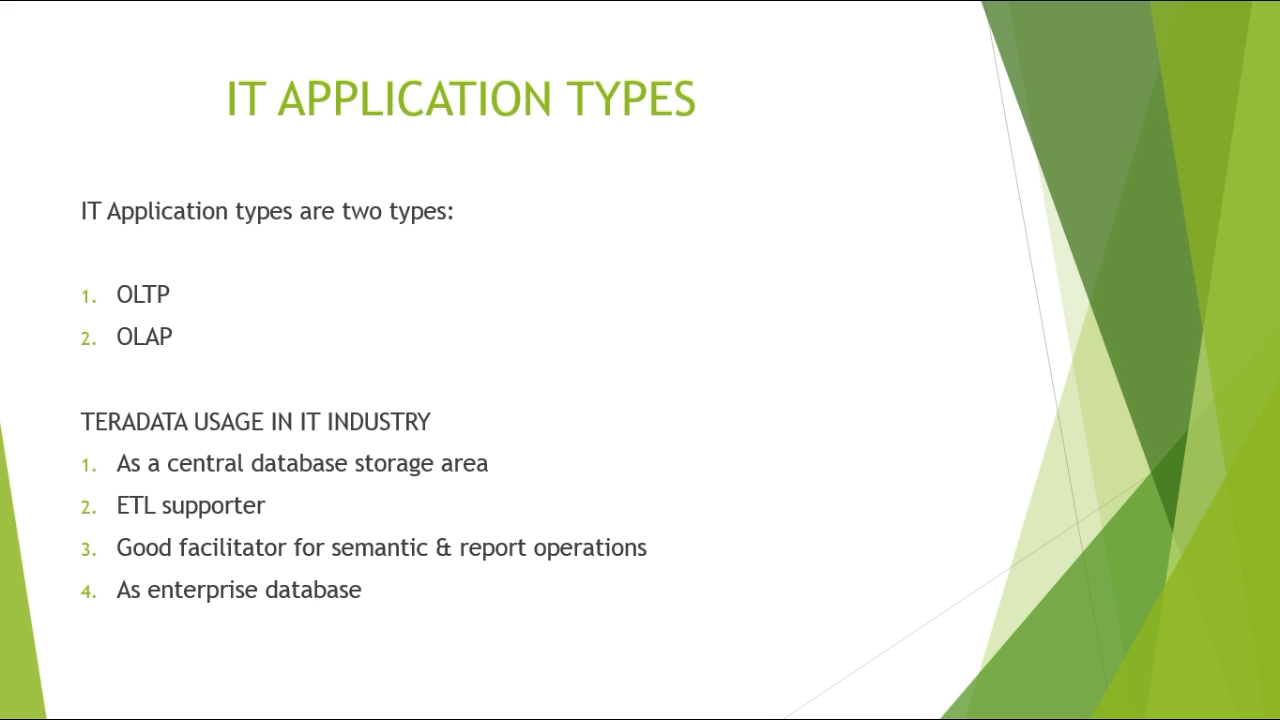 IT APPLICATION TYPES
IT Application types are two types:
1. OLTP
2. OLAP
TERADATA USAGE IN IT INDUSTRY
1. As a central database storage area
2. ETL supporter
3. Good facilitator for semantic & report operations
4. As enterprise database